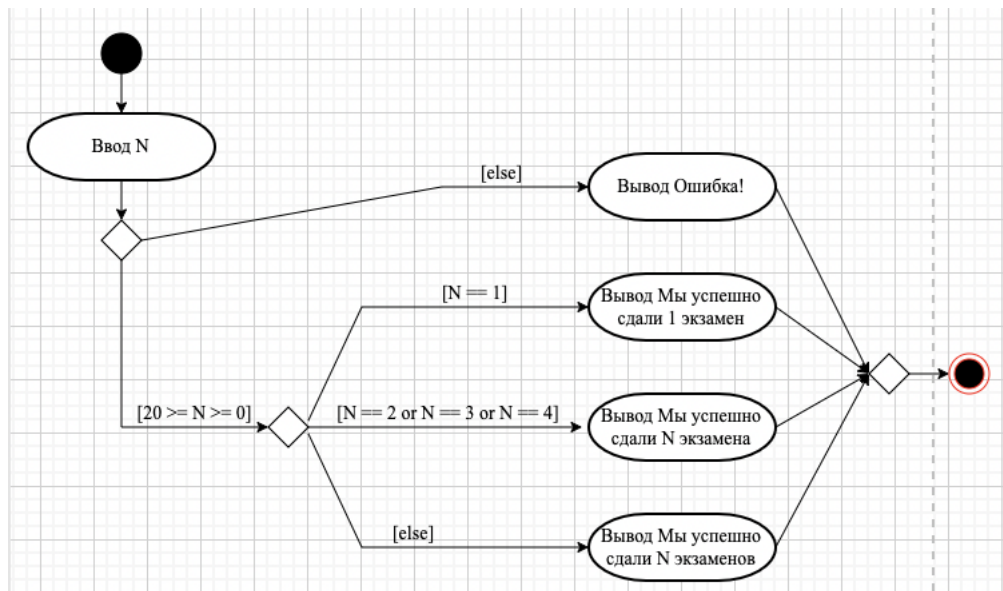 Ввод N
[else]
Вывод Ошибка!
[N == 1]
Вывод Мы успешно
сдали 1 экзамен
[20 >= N >= 0]
[N == 2 or N == 3 or N == 4]
Вывод Мы успешно
сдали N экзамена
[else]
Вывод Мы успешно
сдали N экзаменов